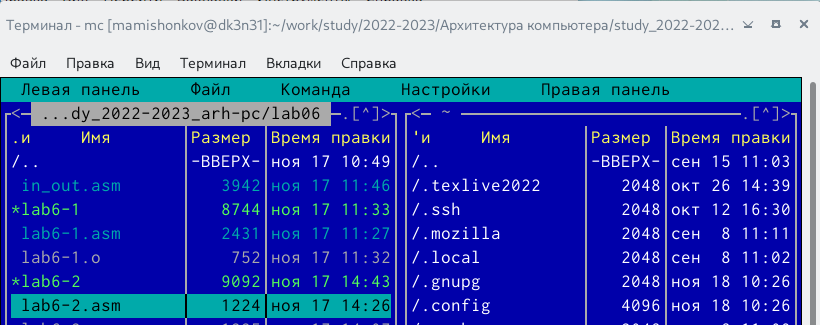 Терминал - mc [mamishonkov@dk3n31]:~/work/study/2022-2023/Архитектура компьютера/study_2022-202...
Файл Правка Вид Терминал Вкладки Справка
Левая панель Файл Команда Настройки Правая панель
<— ...dy_2022-2023_arh-pc/lab06 —.[^]> <— ~ —.[^]>
.и Имя Размер Время правки 'и Имя Размер Время правки
/.. -ВВЕРХ- ноя 17 10:49 /.. -ВВЕРХ- сен 15 11:03
in_out.asm 3942 ноя 17 11:46 /.texlive2022 2048 окт 26 14:39
*lab6-1 8744 ноя 17 11:33 /.ssh 2048 окт 12 16:30
lab6-1.asm 2431 ноя 17 11:27 /.mozilla 2048 сен 8 11:11
lab6-1.o 752 ноя 17 11:32 /.local 2048 сен 8 11:02
*lab6-2 9092 ноя 17 14:43 /.gnupg 2048 ноя 18 10:26
lab6-2.asm 1224 ноя 17 14:26 /.config 4096 ноя 18 10:26